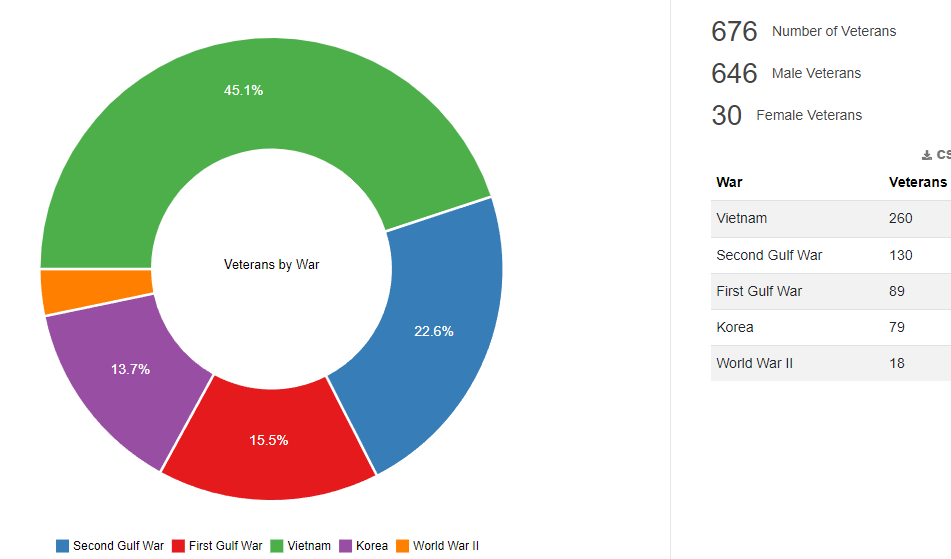 45.1%
22.6%
15.5%
13.7%
Veterans by War
Second Gulf War First Gulf War Vietnam Korea World War II
676 Number of Veterans
646 Male Veterans
30 Female Veterans
CS
War Veterans
Vietnam 260
Second Gulf War 130
First Gulf War 89
Korea 79
World War II 18